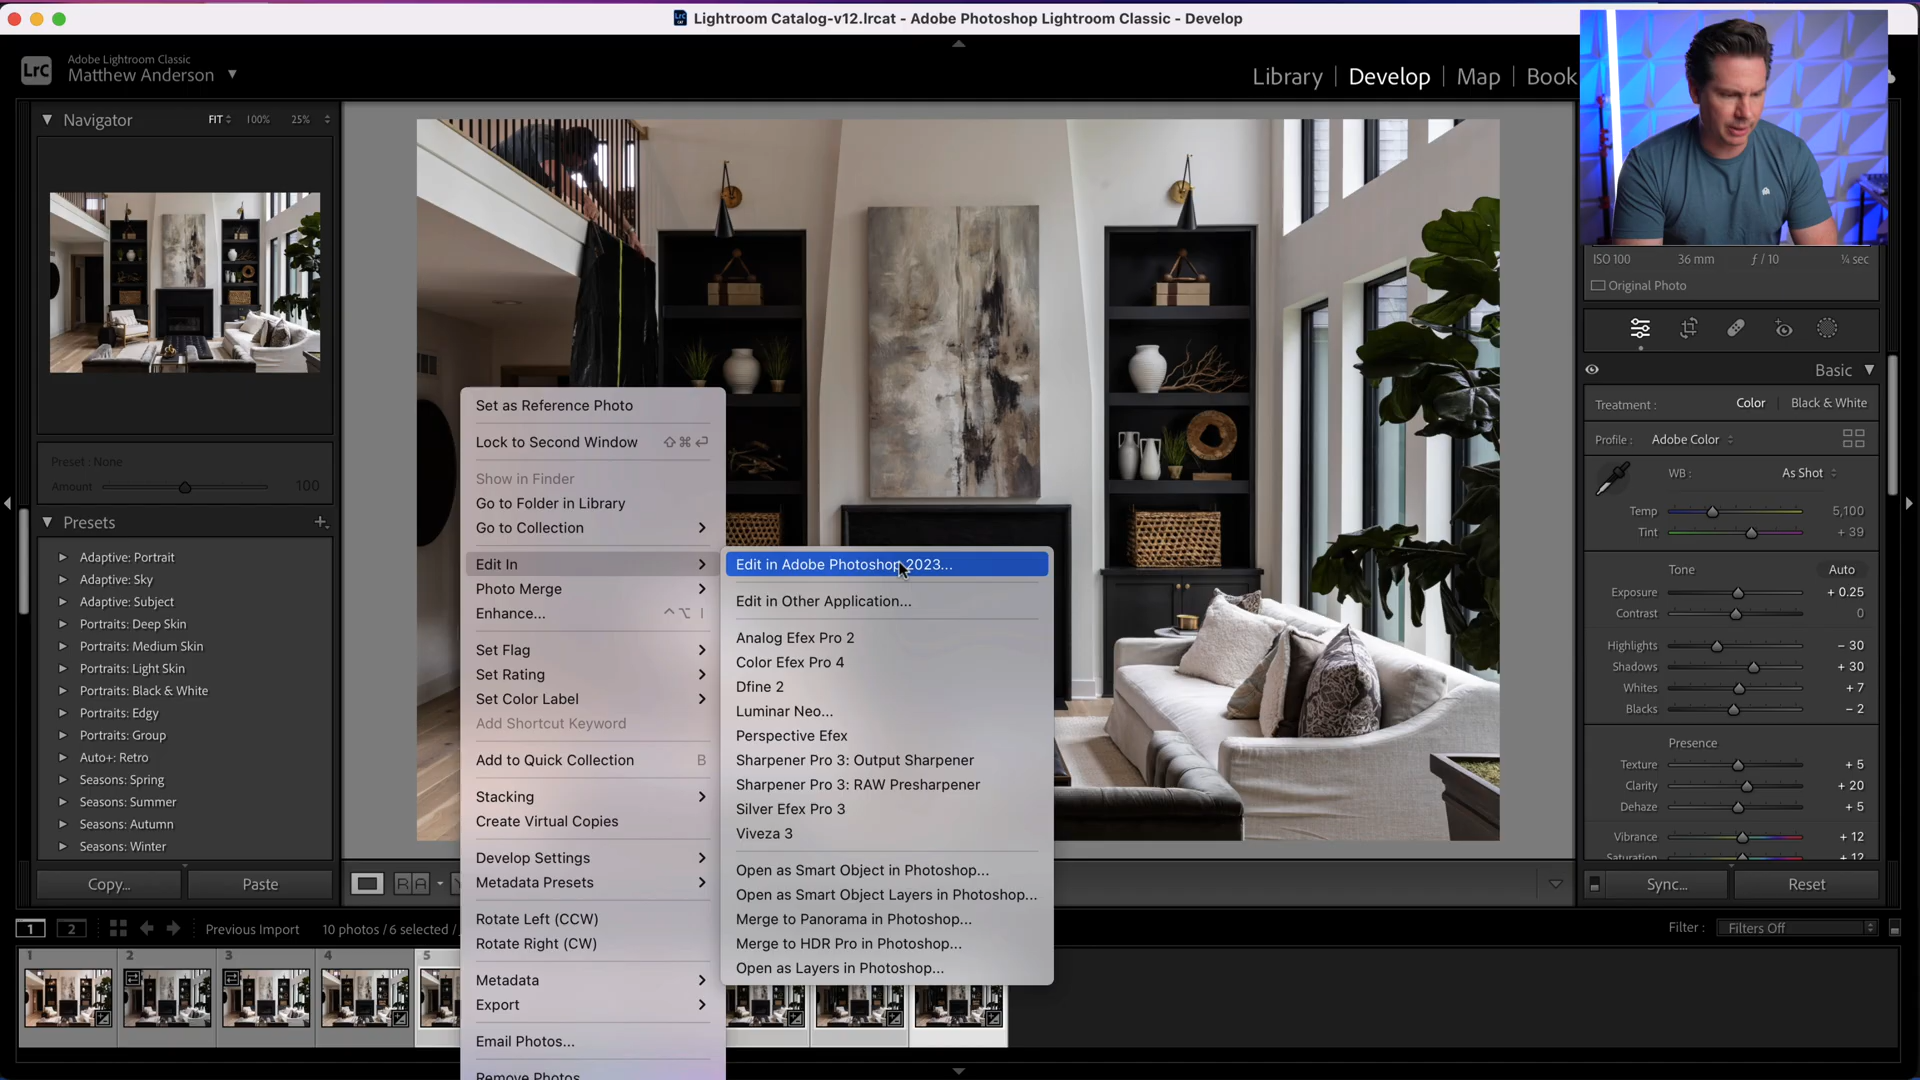 Lightroom Catalog-v12.lrcat - Adobe Photoshop Lightroom Classic - Develop
LrC
Adobe Lightroom Classic
Matthew Anderson
Library | Develop | Map | Book
Navigator FIT 100% 25%
Preset : None
Amount 100
Presets
Adaptive: Portrait
Adaptive: Sky
Adaptive: Subject
Portraits: Deep Skin
Portraits: Medium Skin
Portraits: Light Skin
Portraits: Black & White
Portraits: Edgy
Portraits: Group
Auto+: Retro
Seasons: Spring
Seasons: Summer
Seasons: Autumn
Seasons: Winter
Copy... Paste
Set as Reference Photo
Lock to Second Window ⇧⌘⏎
Show in Finder
Go to Folder in Library
Go to Collection
Edit In
Photo Merge
Enhance... ^⌥ I
Set Flag
Set Rating
Set Color Label
Add Shortcut Keyword
Add to Quick Collection B
Stacking
Create Virtual Copies
Develop Settings
Metadata Presets
Rotate Left (CCW)
Rotate Right (CW)
Metadata
Export
Email Photos...
Remove Photos
Edit in Adobe Photoshop 2023...
Edit in Other Application...
Analog Efex Pro 2
Color Efex Pro 4
Dfine 2
Luminar Neo...
Perspective Efex
Sharpener Pro 3: Output Sharpener
Sharpener Pro 3: RAW Presharpener
Silver Efex Pro 3
Viveza 3
Open as Smart Object in Photoshop...
Open as Smart Object Layers in Photoshop...
Merge to Panorama in Photoshop...
Merge to HDR Pro in Photoshop...
Open as Layers in Photoshop...
ISO 100 36 mm ƒ / 10 ¼ sec
Original Photo
Basic
Treatment : Color | Black & White
Profile : Adobe Color
WB : As Shot
Temp 5,100
Tint + 39
Tone Auto
Exposure + 0.25
Contrast 0
Highlights − 30
Shadows + 30
Whites + 7
Blacks − 2
Presence
Texture + 5
Clarity + 20
Dehaze + 5
Vibrance + 12
Saturation + 12
Sync... Reset
R A Y
1 2 Previous Import 10 photos / 6 selected /
Filter : Filters Off
1 2 3 4 5